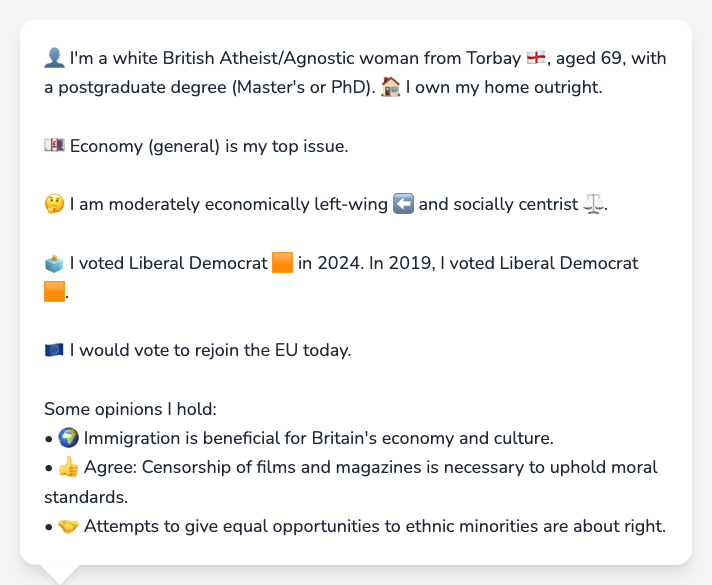 👤 I'm a white British Atheist/Agnostic woman from Torbay 🏴󠁧󠁢󠁥󠁮󠁧󠁿, aged 69, with
a postgraduate degree (Master's or PhD). 🏠 I own my home outright.
💷 Economy (general) is my top issue.
🤔 I am moderately economically left-wing ⬅️ and socially centrist ⚖️.
🗳️ I voted Liberal Democrat 🟧 in 2024. In 2019, I voted Liberal Democrat
🟧.
🇪🇺 I would vote to rejoin the EU today.
Some opinions I hold:
• 🌍 Immigration is beneficial for Britain's economy and culture.
• 👍 Agree: Censorship of films and magazines is necessary to uphold moral
standards.
• 🤝 Attempts to give equal opportunities to ethnic minorities are about right.